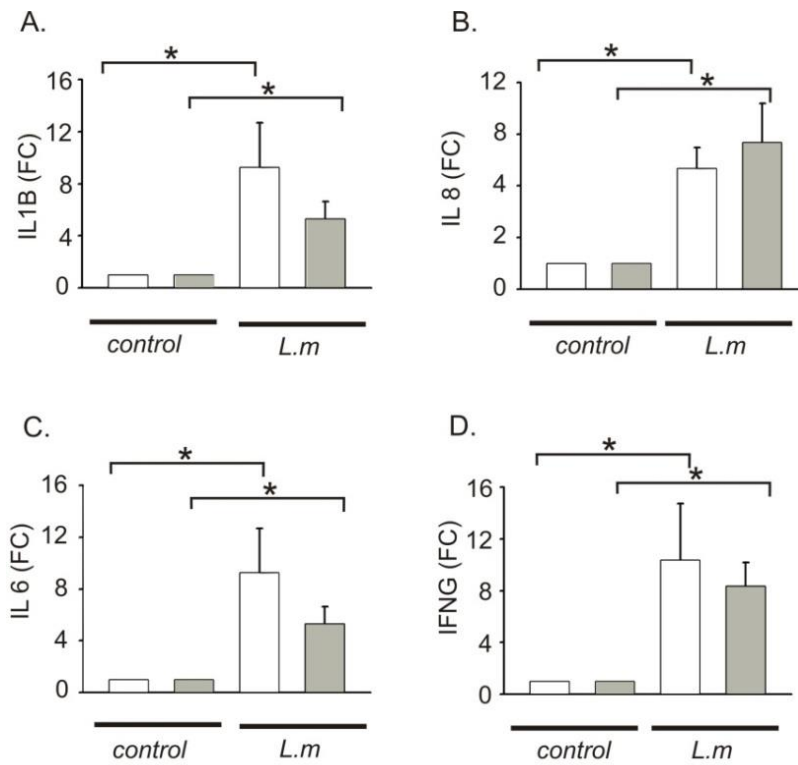 A.
*
*
16
12
8
4
0
IL1B (FC)
control
L.m
B.
*
*
12
8
4
2
0
IL 8 (FC)
control
L.m
C.
*
*
16
12
8
4
0
IL 6 (FC)
control
L.m
D.
*
*
16
12
8
4
0
IFNG (FC)
control
L.m